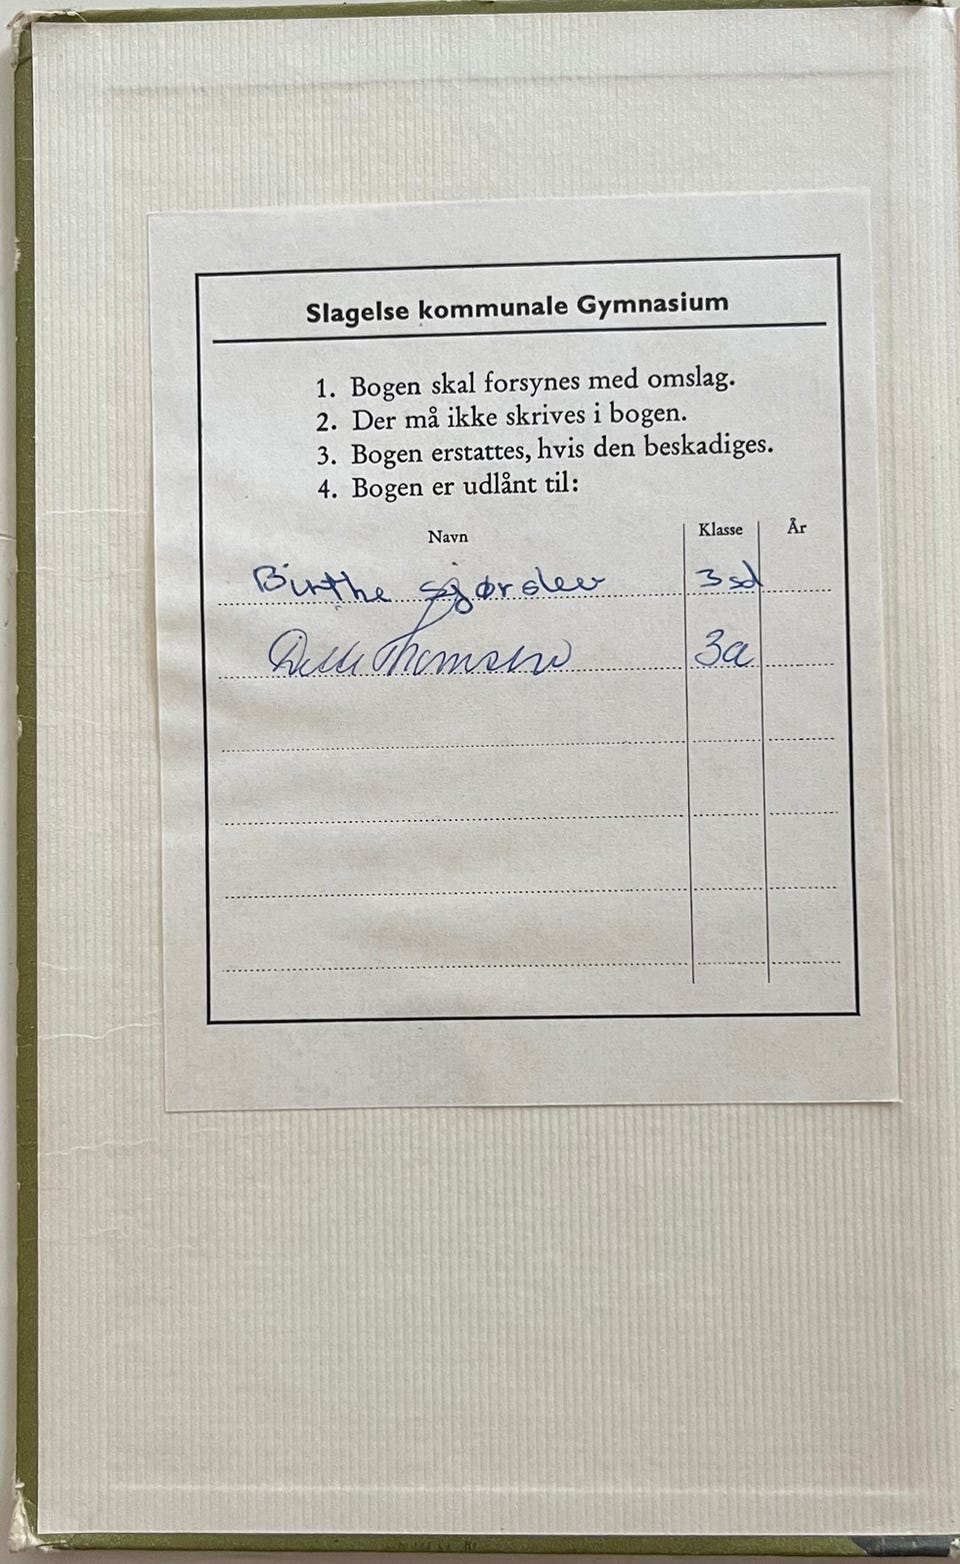 Slagelse kommunale Gymnasium
1. Bogen skal forsynes med omslag.
2. Der må ikke skrives i bogen.
3. Bogen erstattes, hvis den beskadiges.
4. Bogen er udlånt til:
Navn Klasse År
Birthe 3sd
Thomsen 3a